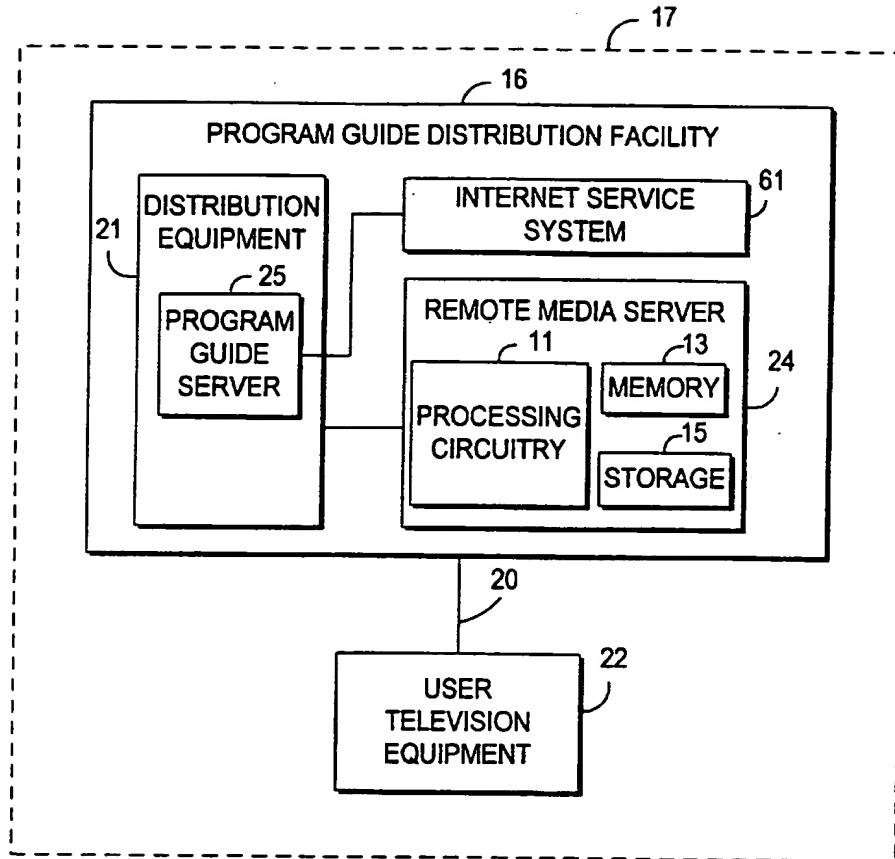 17
16
PROGRAM GUIDE DISTRIBUTION FACILITY
DISTRIBUTION
EQUIPMENT
21
25
PROGRAM
GUIDE
SERVER
INTERNET SERVICE
SYSTEM
61
REMOTE MEDIA SERVER
11
PROCESSING
CIRCUITRY
13
MEMORY
24
15
STORAGE
20
22
USER
TELEVISION
EQUIPMENT